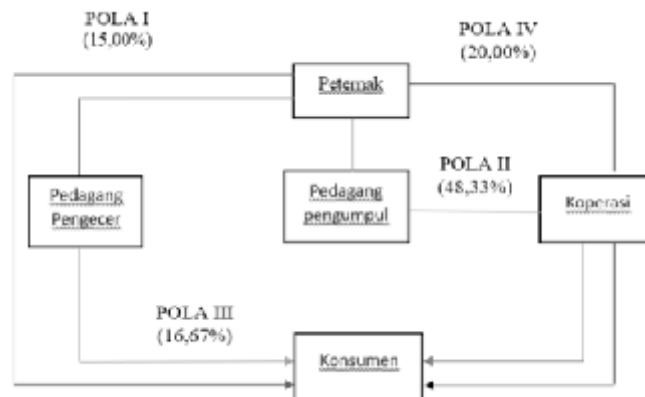 POLA I
(15,00%)
POLA IV
(20,00%)
Peternak
POLA II
(48,33%)
Pedagang
Pengecer
Pedagang
pengumpul
Koperasi
POLA III
(16,67%)
Konsumen